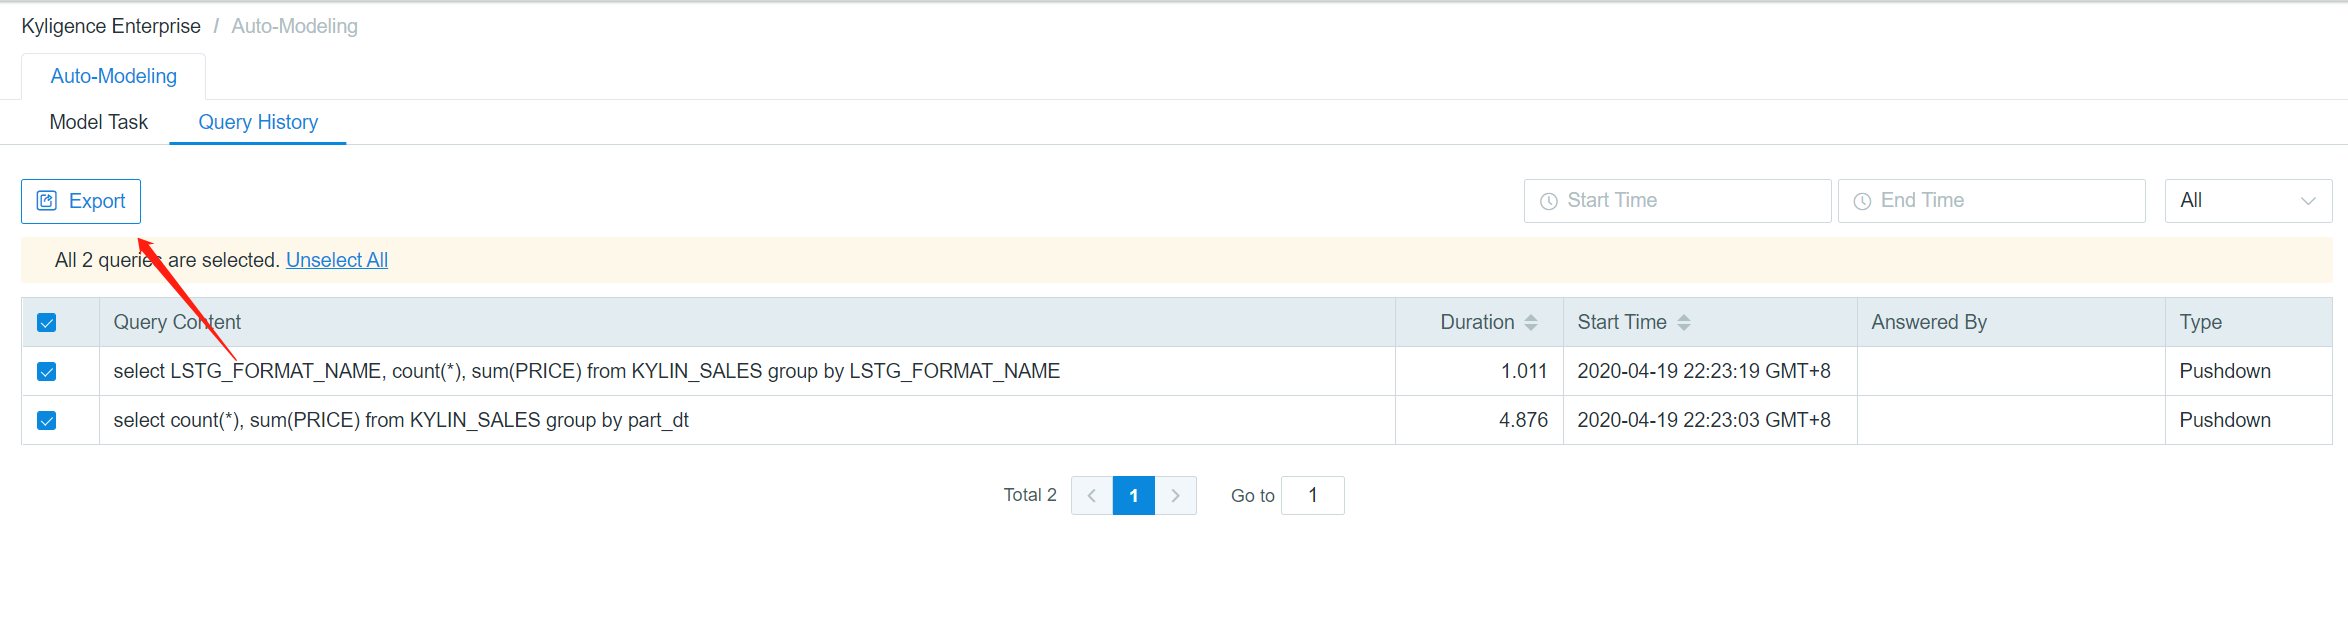 Kyligence Enterprise / Auto-Modeling
Auto-Modeling
Model Task Query History
Export Start Time End Time All
All 2 queries are selected. Unselect All
Query Content Duration Start Time Answered By Type
select LSTG_FORMAT_NAME, count(*), sum(PRICE) from KYLIN_SALES group by LSTG_FORMAT_NAME 1.011 2020-04-19 22:23:19 GMT+8 Pushdown
select count(*), sum(PRICE) from KYLIN_SALES group by part_dt 4.876 2020-04-19 22:23:03 GMT+8 Pushdown
Total 2 < 1 > Go to 1